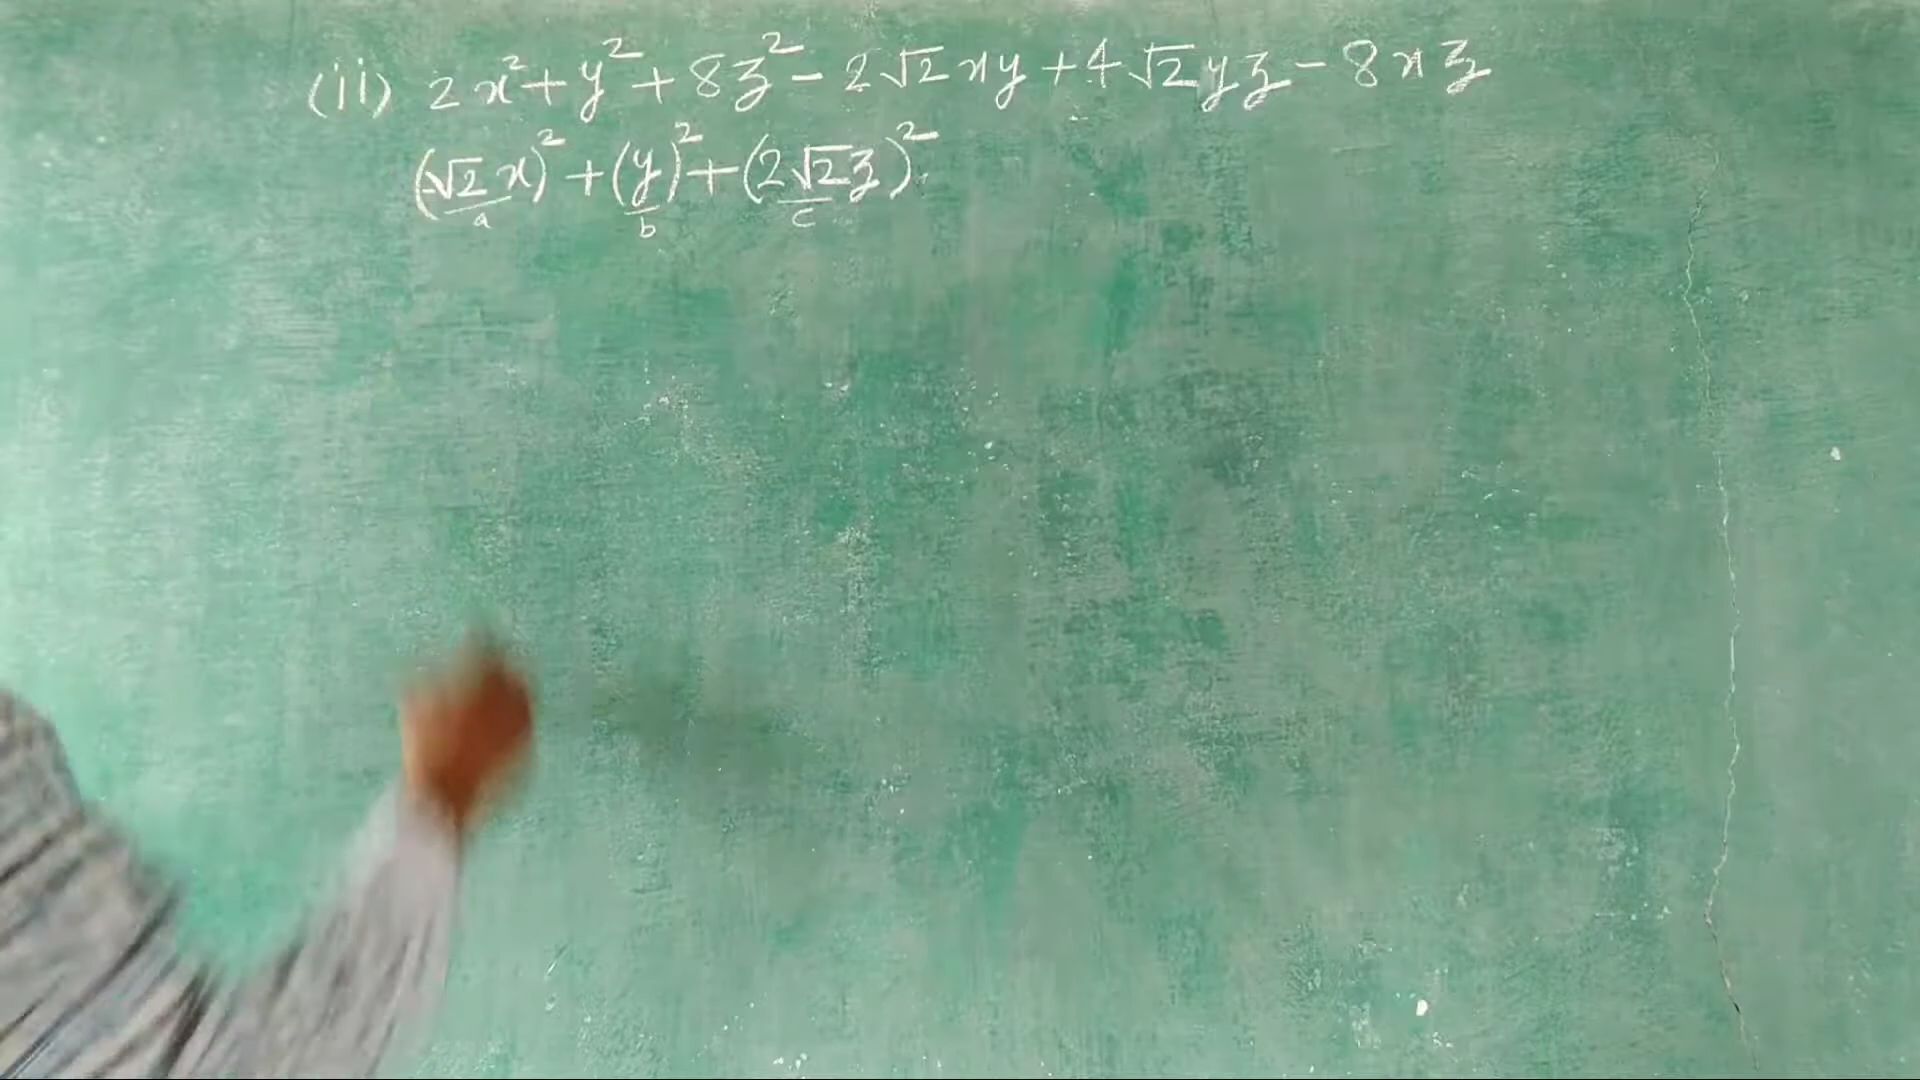 (ii) 2x²+y²+8z²-2√2xy+4√2yz-8xz
(√2x)²+(y)²+(2√2z)²
a b c